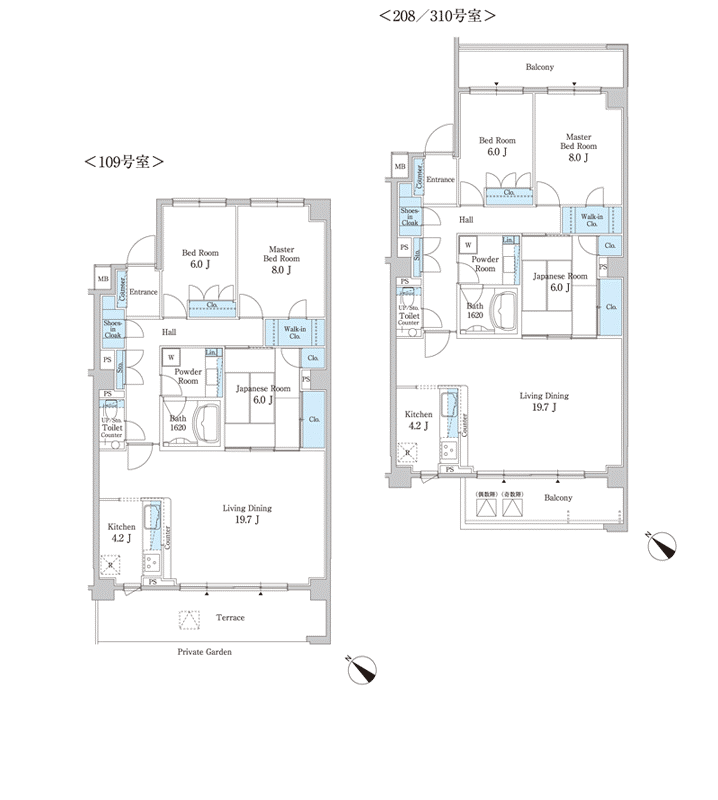 <208/310号室>
Balcony
Bed Room
6.0 J
Master
Bed Room
8.0 J
MB
Counter
Entrance
Clo.
Shoes-
in
Cloak
Hall
Walk-in
Clo.
PS
Sto.
W
Lin.
Powder
Room
Clo.
PS
Japanese Room
6.0 J
PS
UP/Sto.
Toilet
Counter
Bath
1620
Clo.
Living Dining
19.7 J
Kitchen
4.2 J
Counter
R
PS
(偶数階)
(奇数階)
Balcony
N
<109号室>
Bed Room
6.0 J
Master
Bed Room
8.0 J
MB
Counter
Entrance
Clo.
Shoes-
in
Cloak
Hall
Walk-in
Clo.
PS
Sto.
W
Lin.
Powder
Room
Clo.
PS
Japanese Room
6.0 J
PS
UP/Sto.
Toilet
Counter
Bath
1620
Clo.
Living Dining
19.7 J
Kitchen
4.2 J
Counter
R
PS
Terrace
Private Garden
N